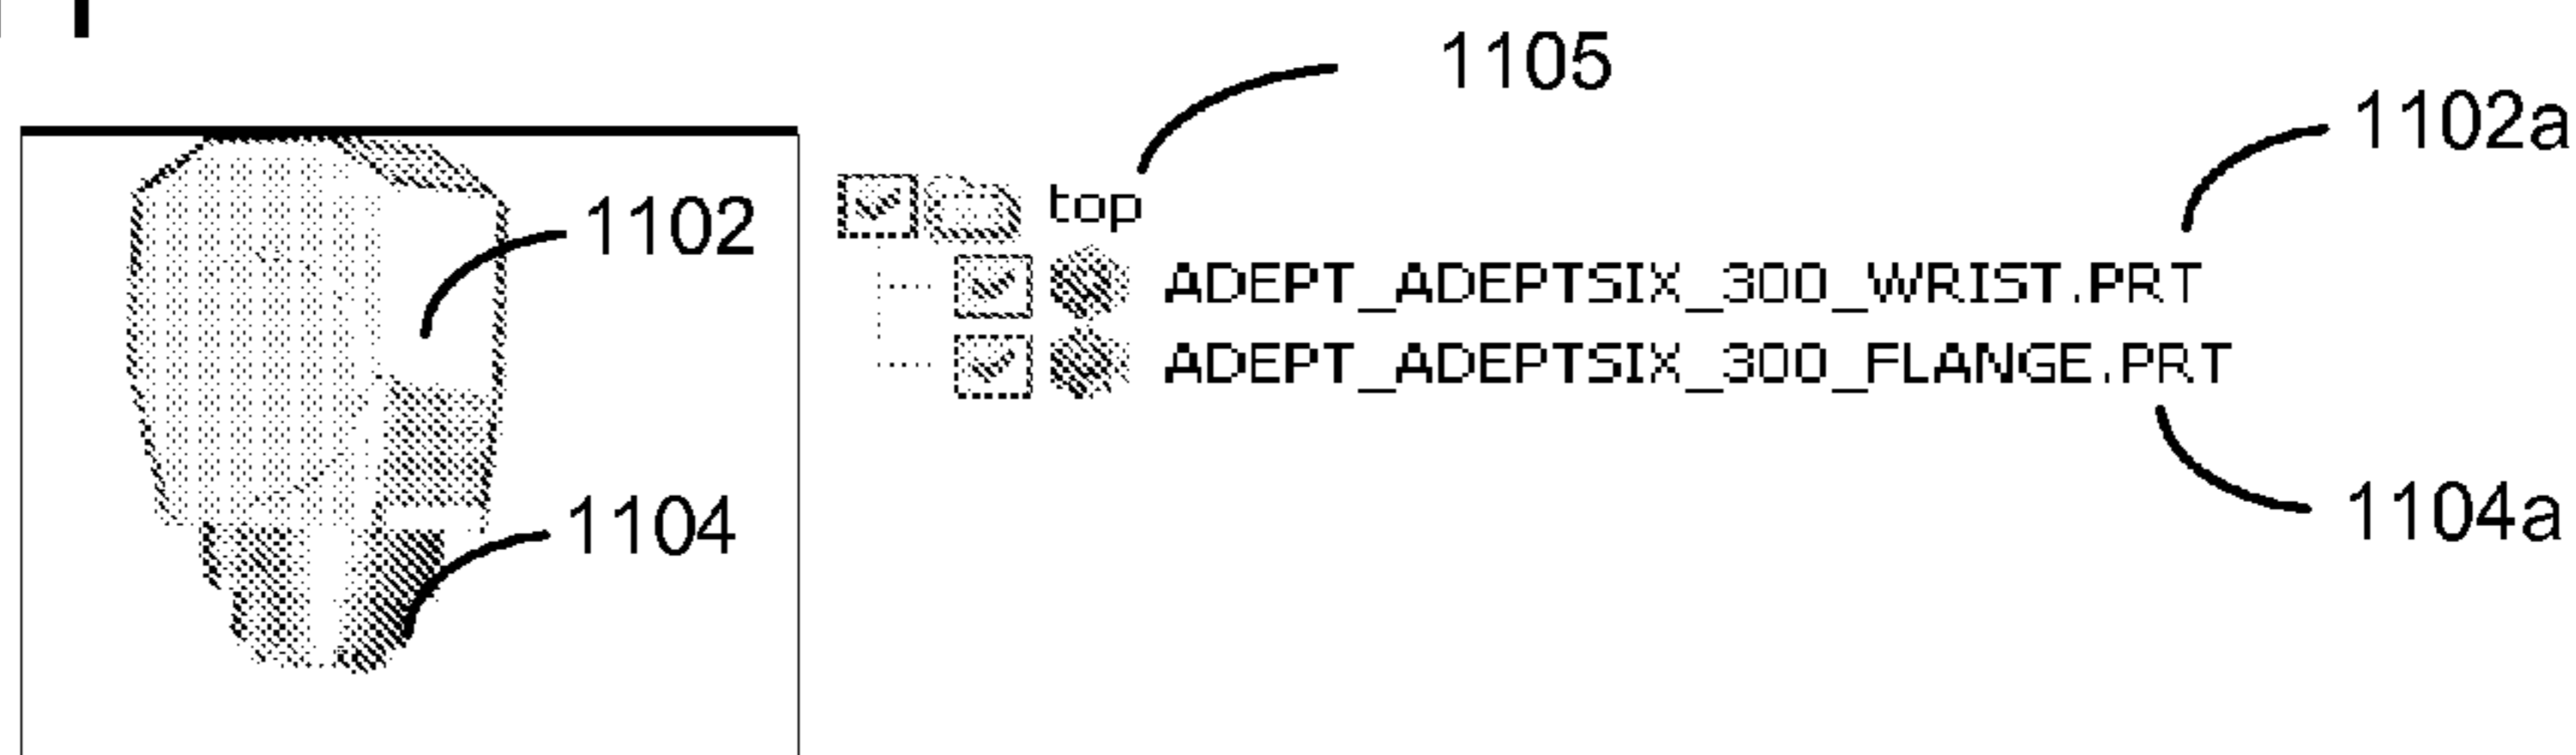 1105
1102a
1102
top
ADEPT_ADEPTSIX_300_WRIST.PRT
ADEPT_ADEPTSIX_300_FLANGE.PRT
1104
1104a